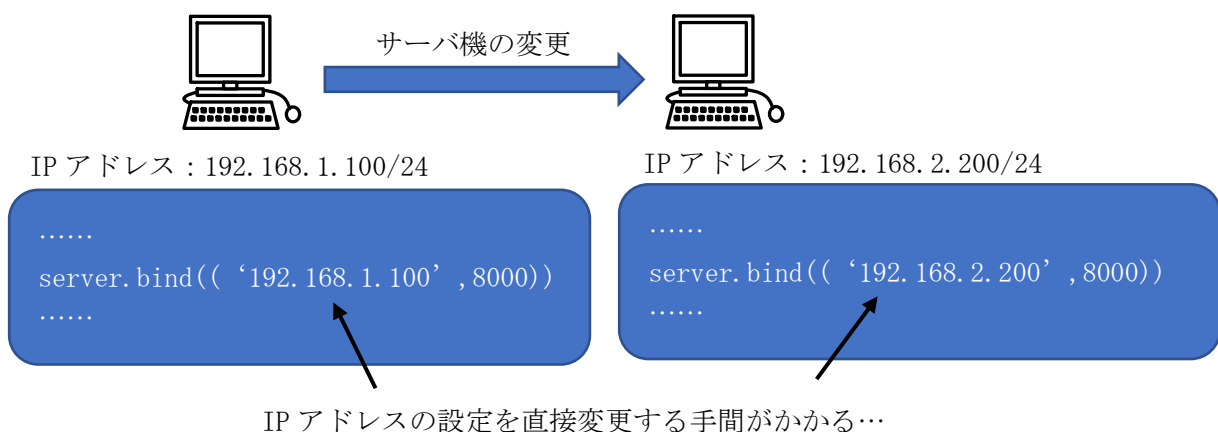 サーバ機の変更
IP アドレス：192.168.1.100/24
IP アドレス：192.168.2.200/24
……
server.bind(( ‘192.168.1.100’ ,8000))
……
……
server.bind(( ‘192.168.2.200’ ,8000))
……
IP アドレスの設定を直接変更する手間がかかる…